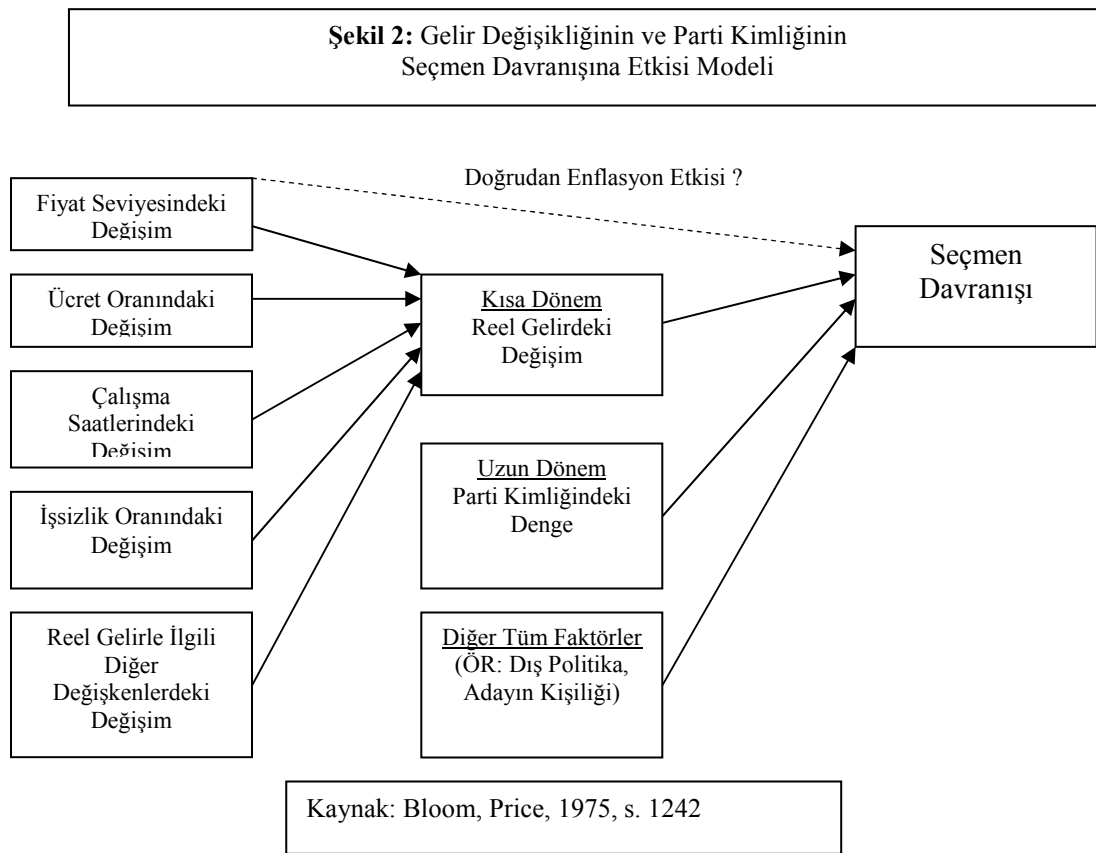 Şekil 2: Gelir Değişikliğinin ve Parti Kimliğinin
Seçmen Davranışına Etkisi Modeli
Doğrudan Enflasyon Etkisi ?
Fiyat Seviyesindeki
Değişim
Ücret Oranındaki
Değişim
Çalışma
Saatlerindeki
Değişim
İşsizlik Oranındaki
Değişim
Reel Gelirle İlgili
Diğer
Değişkenlerdeki
Değişim
Kısa Dönem
Reel Gelirdeki
Değişim
Uzun Dönem
Parti Kimliğindeki
Denge
Diğer Tüm Faktörler
(ÖR: Dış Politika,
Adayın Kişiliği)
Seçmen
Davranışı
Kaynak: Bloom, Price, 1975, s. 1242